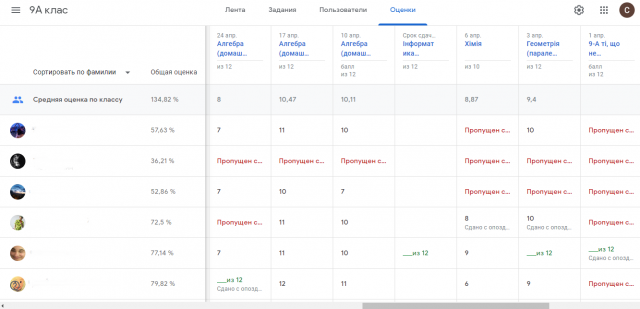 9А клас
Лента
Задания
Пользователи
Оценки
С
Сортировать по фамилии
Общая оценка
24 апр.
Алгебра
(домаш...
из 12
17 апр.
Алгебра
(домаш...
из 12
10 апр.
Алгебра
(домаш...
балл
из 12
Срок сдач...
Інформат
ика...
из 12
6 апр.
Хімія
из 10
3 апр.
Геометрія
(парале...
из 12
1 апр.
9-А ті, що
не...
балл
из 12
Средняя оценка по классу
134,82 %
8
10,47
10,11
8,87
9,4
57,63 %
7
11
10
Пропущен с...
10
Пропущен с...
36,21 %
Пропущен с...
Пропущен с...
Пропущен с...
Пропущен с...
Пропущен с...
Пропущен с...
52,86 %
7
10
7
Пропущен с...
Пропущен с...
Пропущен с...
72,5 %
Пропущен с...
11
10
8
Сдано с опозд...
10
Сдано с опозд...
Пропущен с...
77,14 %
7
11
10
___из 12
9
___из 12
___из 12
Сдано с опозд...
79,82 %
___из 12
Сдано с опозд...
12
11
6
9
Пропущен с...